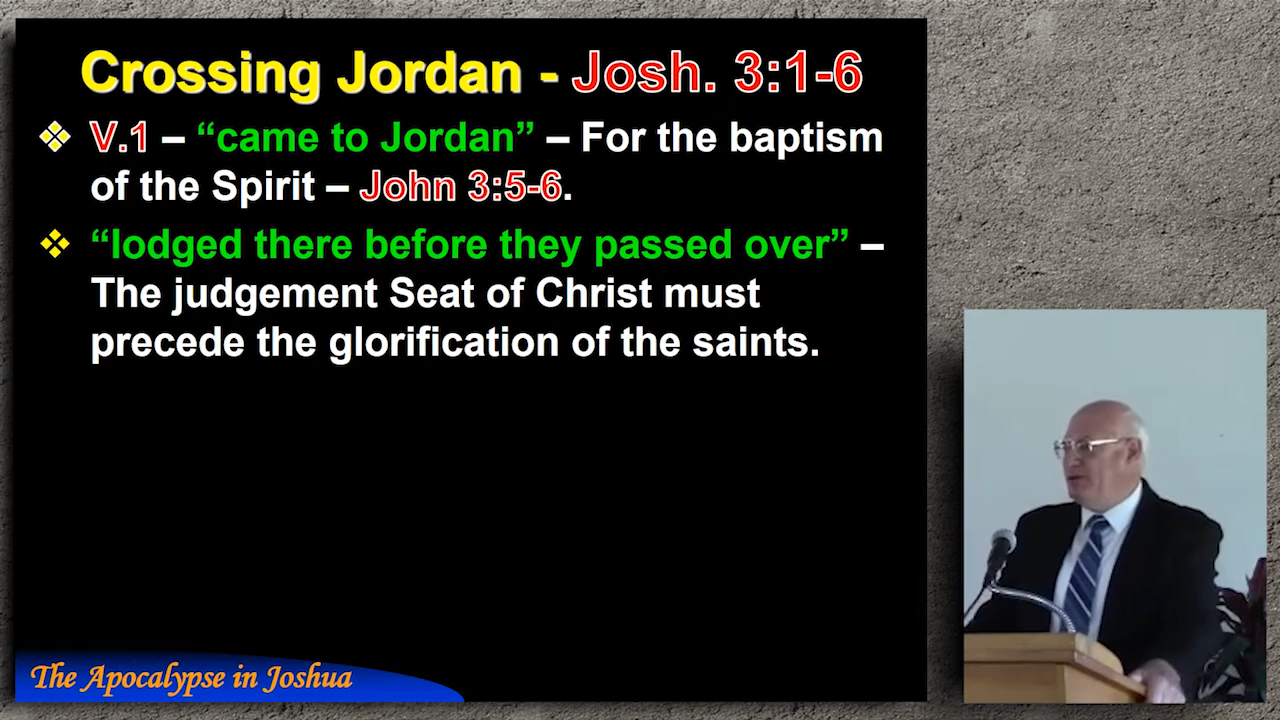 Crossing Jordan - Josh. 3:1-6
❖ V.1 – “came to Jordan” – For the baptism
of the Spirit – John 3:5-6.
❖ “lodged there before they passed over” –
The judgement Seat of Christ must
precede the glorification of the saints.
The Apocalypse in Joshua